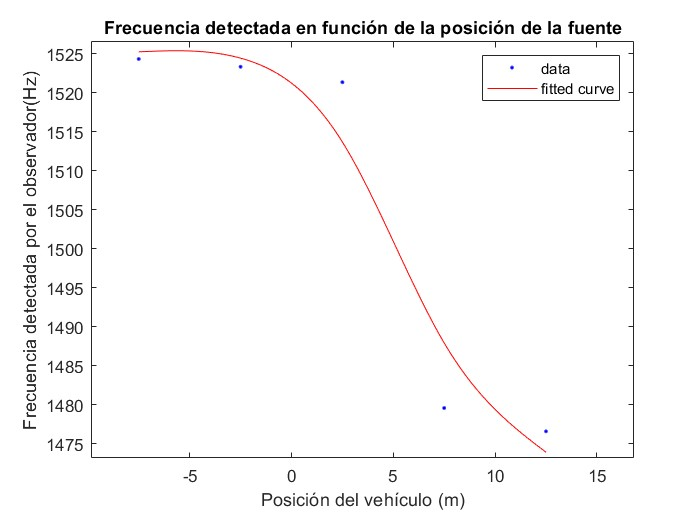 Frecuencia detectada en función de la posición de la fuente
data
fitted curve
Frecuencia detectada por el observador(Hz)
1525
1520
1515
1510
1505
1500
1495
1490
1485
1480
1475
-5 0 5 10 15
Posición del vehículo (m)